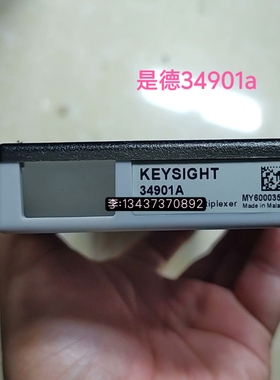 是德34901a
KEYSIGHT
34901A
李:13437370892
iplexer
MY600035
Made in Mala